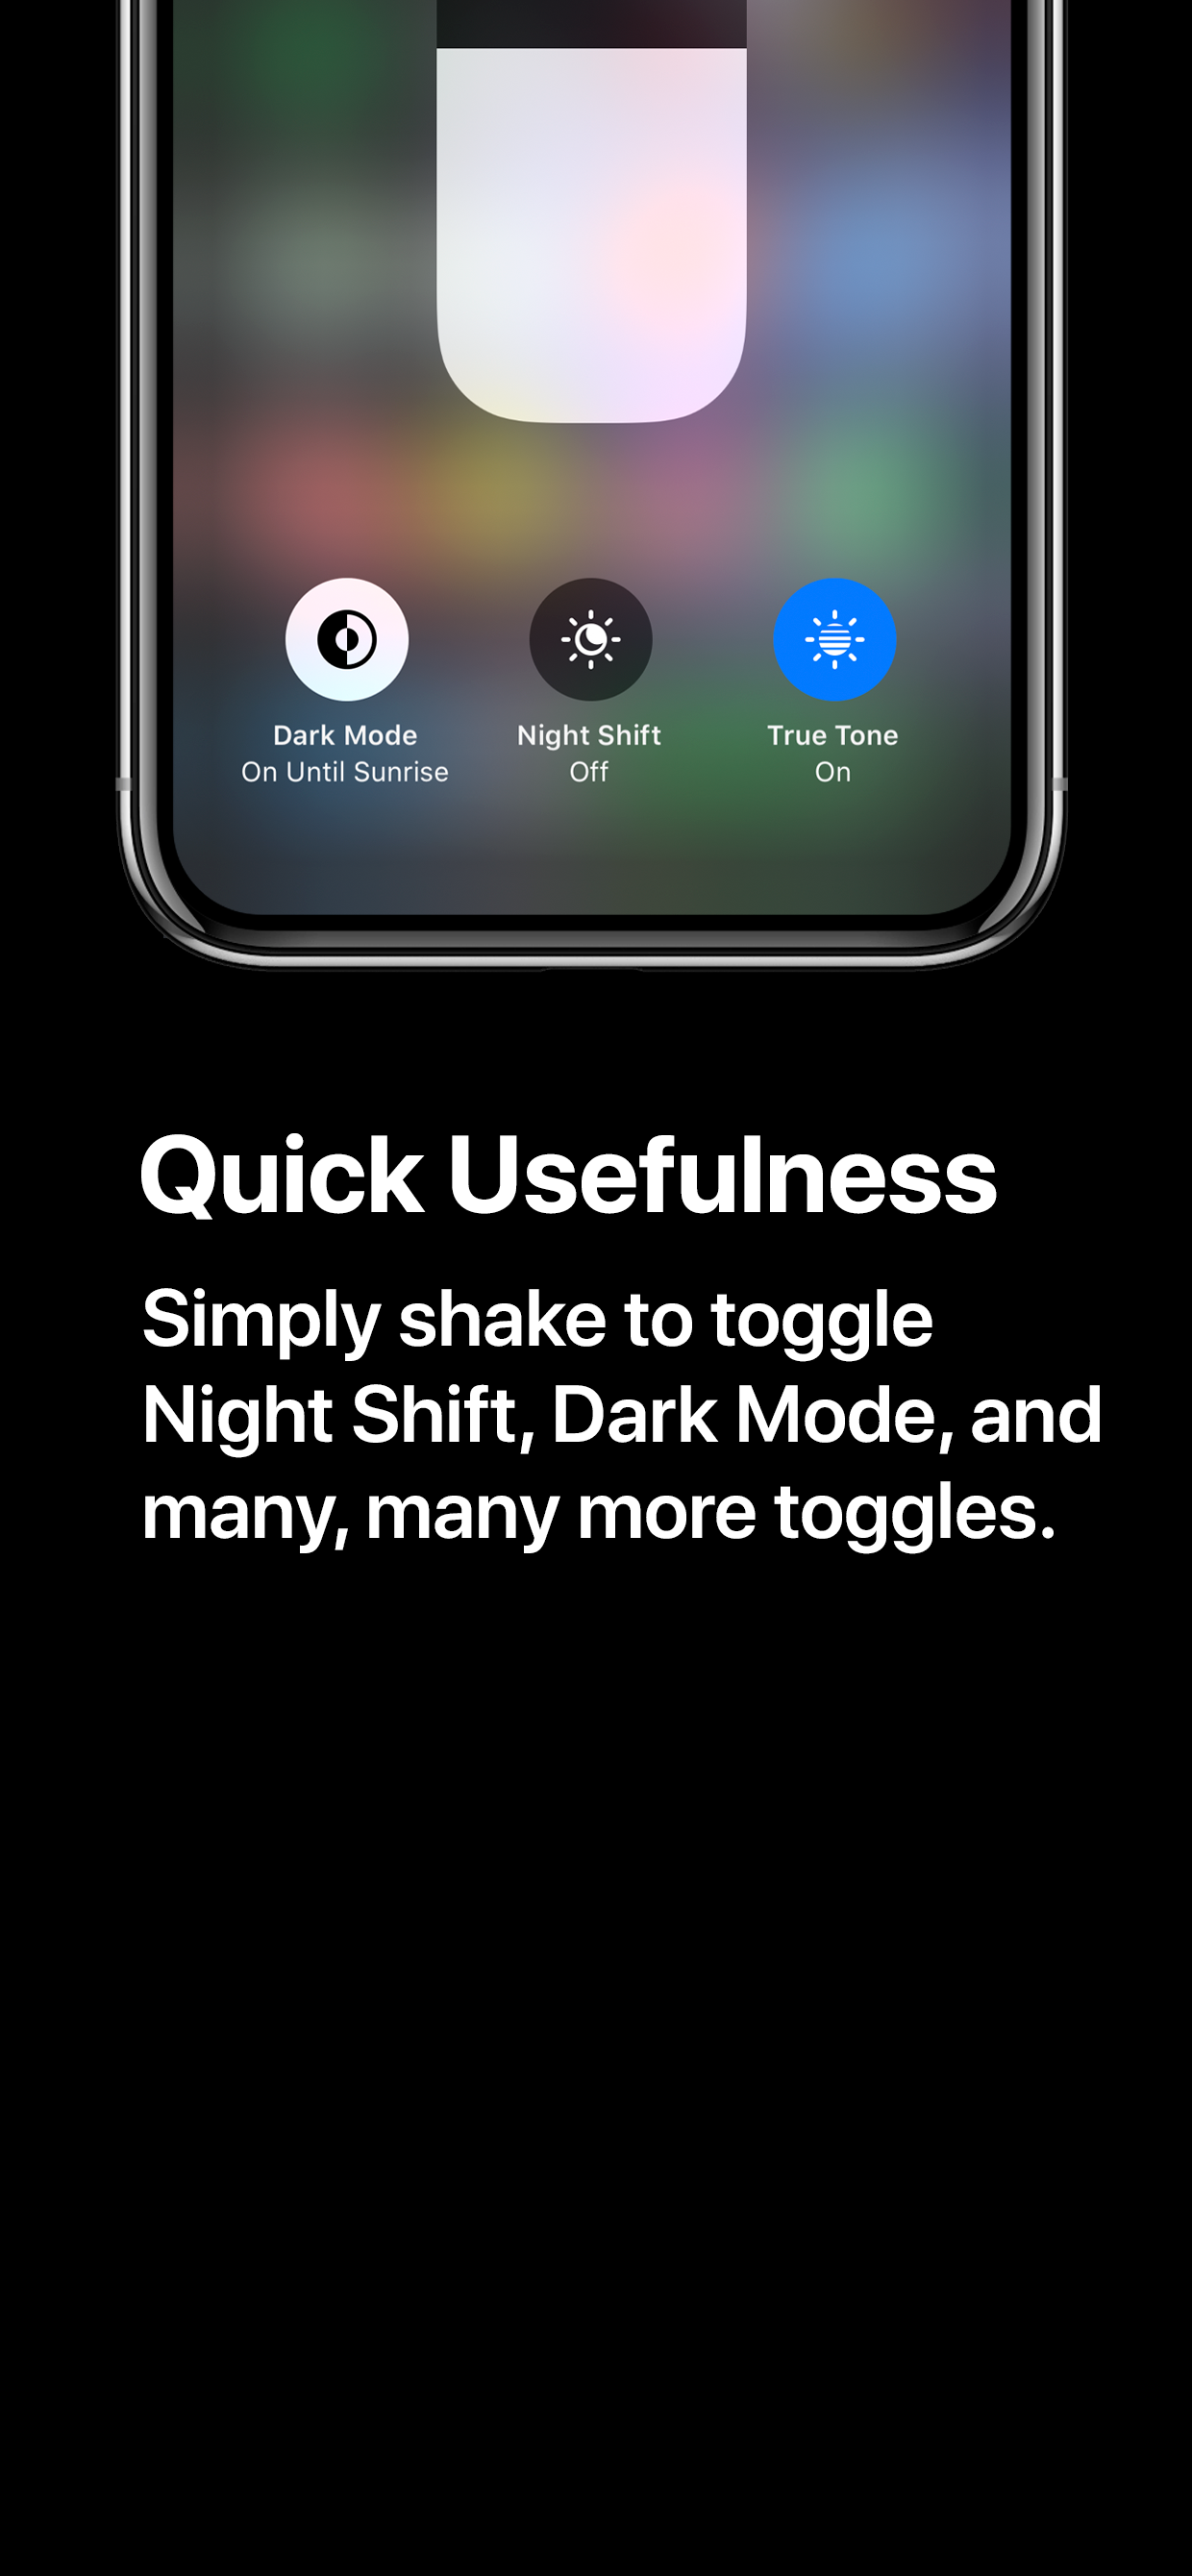 Dark Mode
On Until Sunrise
Night Shift
Off
True Tone
On
Quick Usefulness
Simply shake to toggle
Night Shift, Dark Mode, and
many, many more toggles.